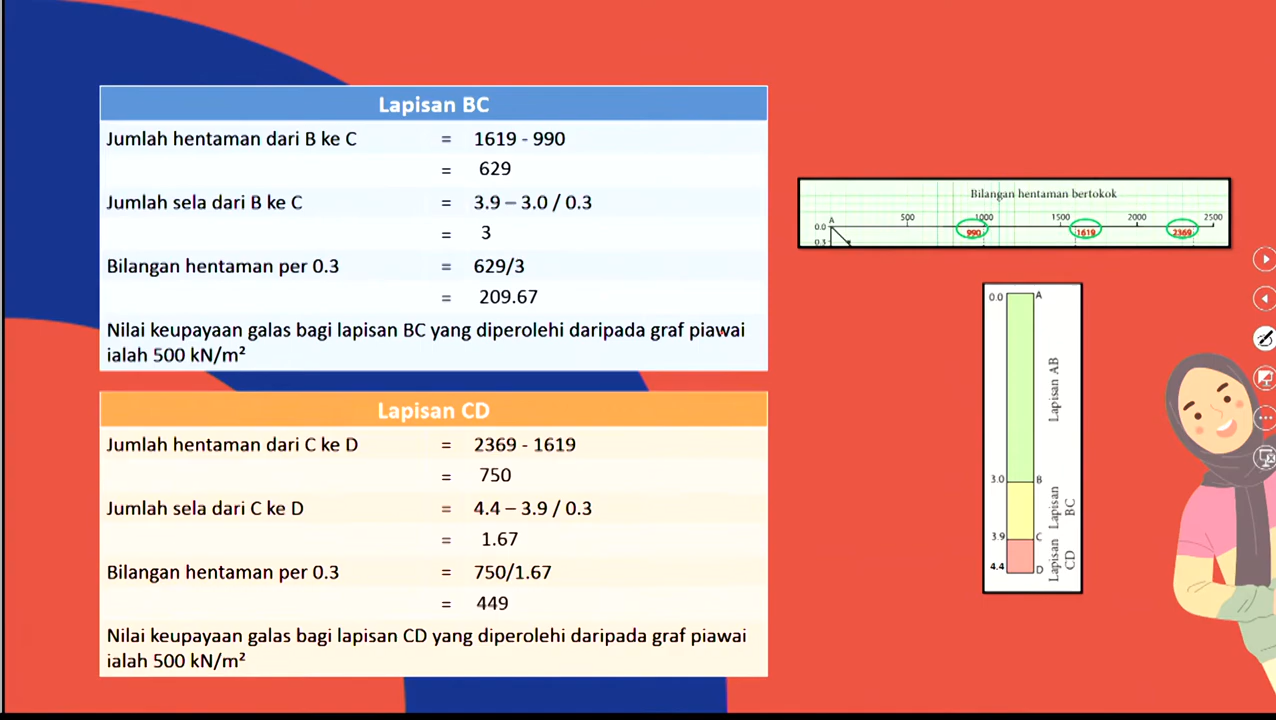 Lapisan BC
Jumlah hentaman dari B ke C = 1619 - 990
= 629
Jumlah sela dari B ke C = 3.9 – 3.0 / 0.3
= 3
Bilangan hentaman per 0.3 = 629/3
= 209.67
Nilai keupayaan galas bagi lapisan BC yang diperolehi daripada graf piawai
ialah 500 kN/m²
Lapisan CD
Jumlah hentaman dari C ke D = 2369 - 1619
= 750
Jumlah sela dari C ke D = 4.4 – 3.9 / 0.3
= 1.67
Bilangan hentaman per 0.3 = 750/1.67
= 449
Nilai keupayaan galas bagi lapisan CD yang diperolehi daripada graf piawai
ialah 500 kN/m²
Bilangan hentaman bertokok
A 500 1000 1500 2000 2500
0.0 990 1619 2369
0.3
0.0 A
Lapisan AB
3.0 B
Lapisan BC
3.9 C
Lapisan CD
4.4 D